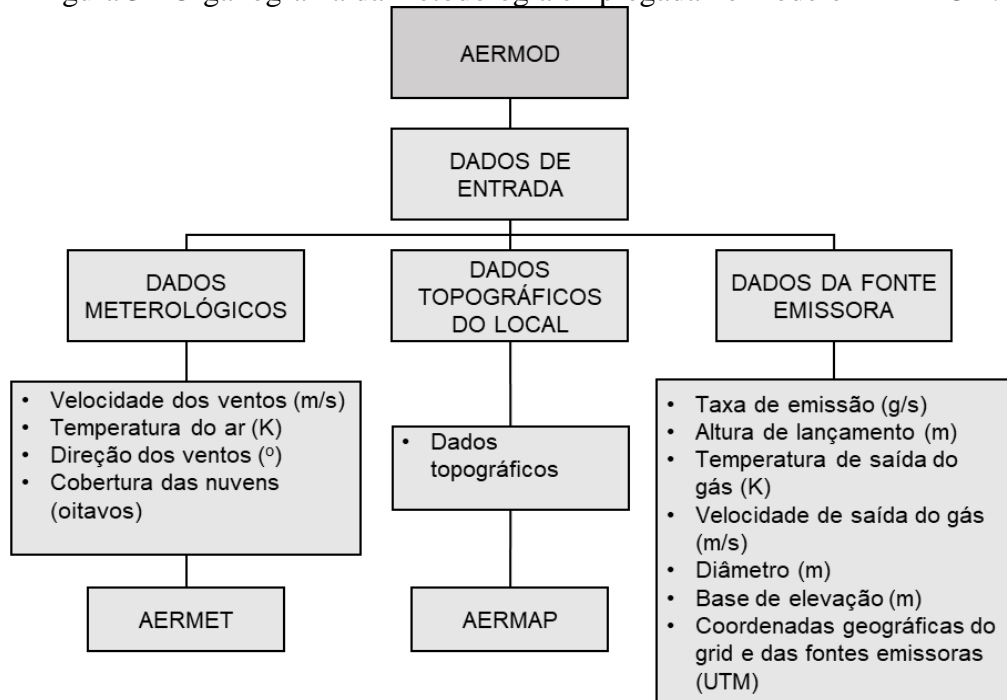 AERMOD
DADOS DE
ENTRADA
DADOS
METEROLÓGICOS
DADOS
TOPOGRÁFICOS
DO LOCAL
DADOS DA FONTE
EMISSORA
• Velocidade dos ventos (m/s)
• Temperatura do ar (K)
• Direção dos ventos (º)
• Cobertura das nuvens
(oitavos)
• Dados
topográficos
• Taxa de emissão (g/s)
• Altura de lançamento (m)
• Temperatura de saída do
gás (K)
• Velocidade de saída do gás
(m/s)
• Diâmetro (m)
• Base de elevação (m)
• Coordenadas geográficas do
grid e das fontes emissoras
(UTM)
AERMET
AERMAP